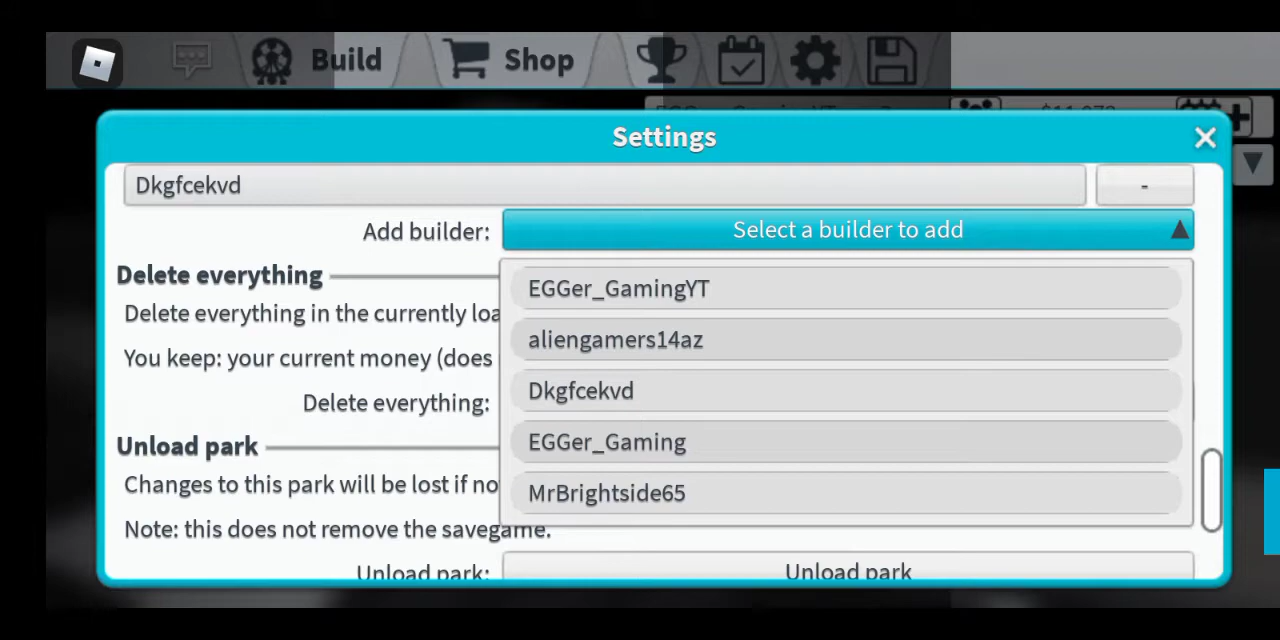 Build
Shop
Settings
Dkgfcekvd
-
Add builder:
Select a builder to add
EGGer_GamingYT
aliengamers14az
Dkgfcekvd
EGGer_Gaming
MrBrightside65
Delete everything
Delete everything in the currently loa
You keep: your current money (does
Delete everything:
Unload park
Changes to this park will be lost if no
Note: this does not remove the savegame.
Unload park:
Unload park